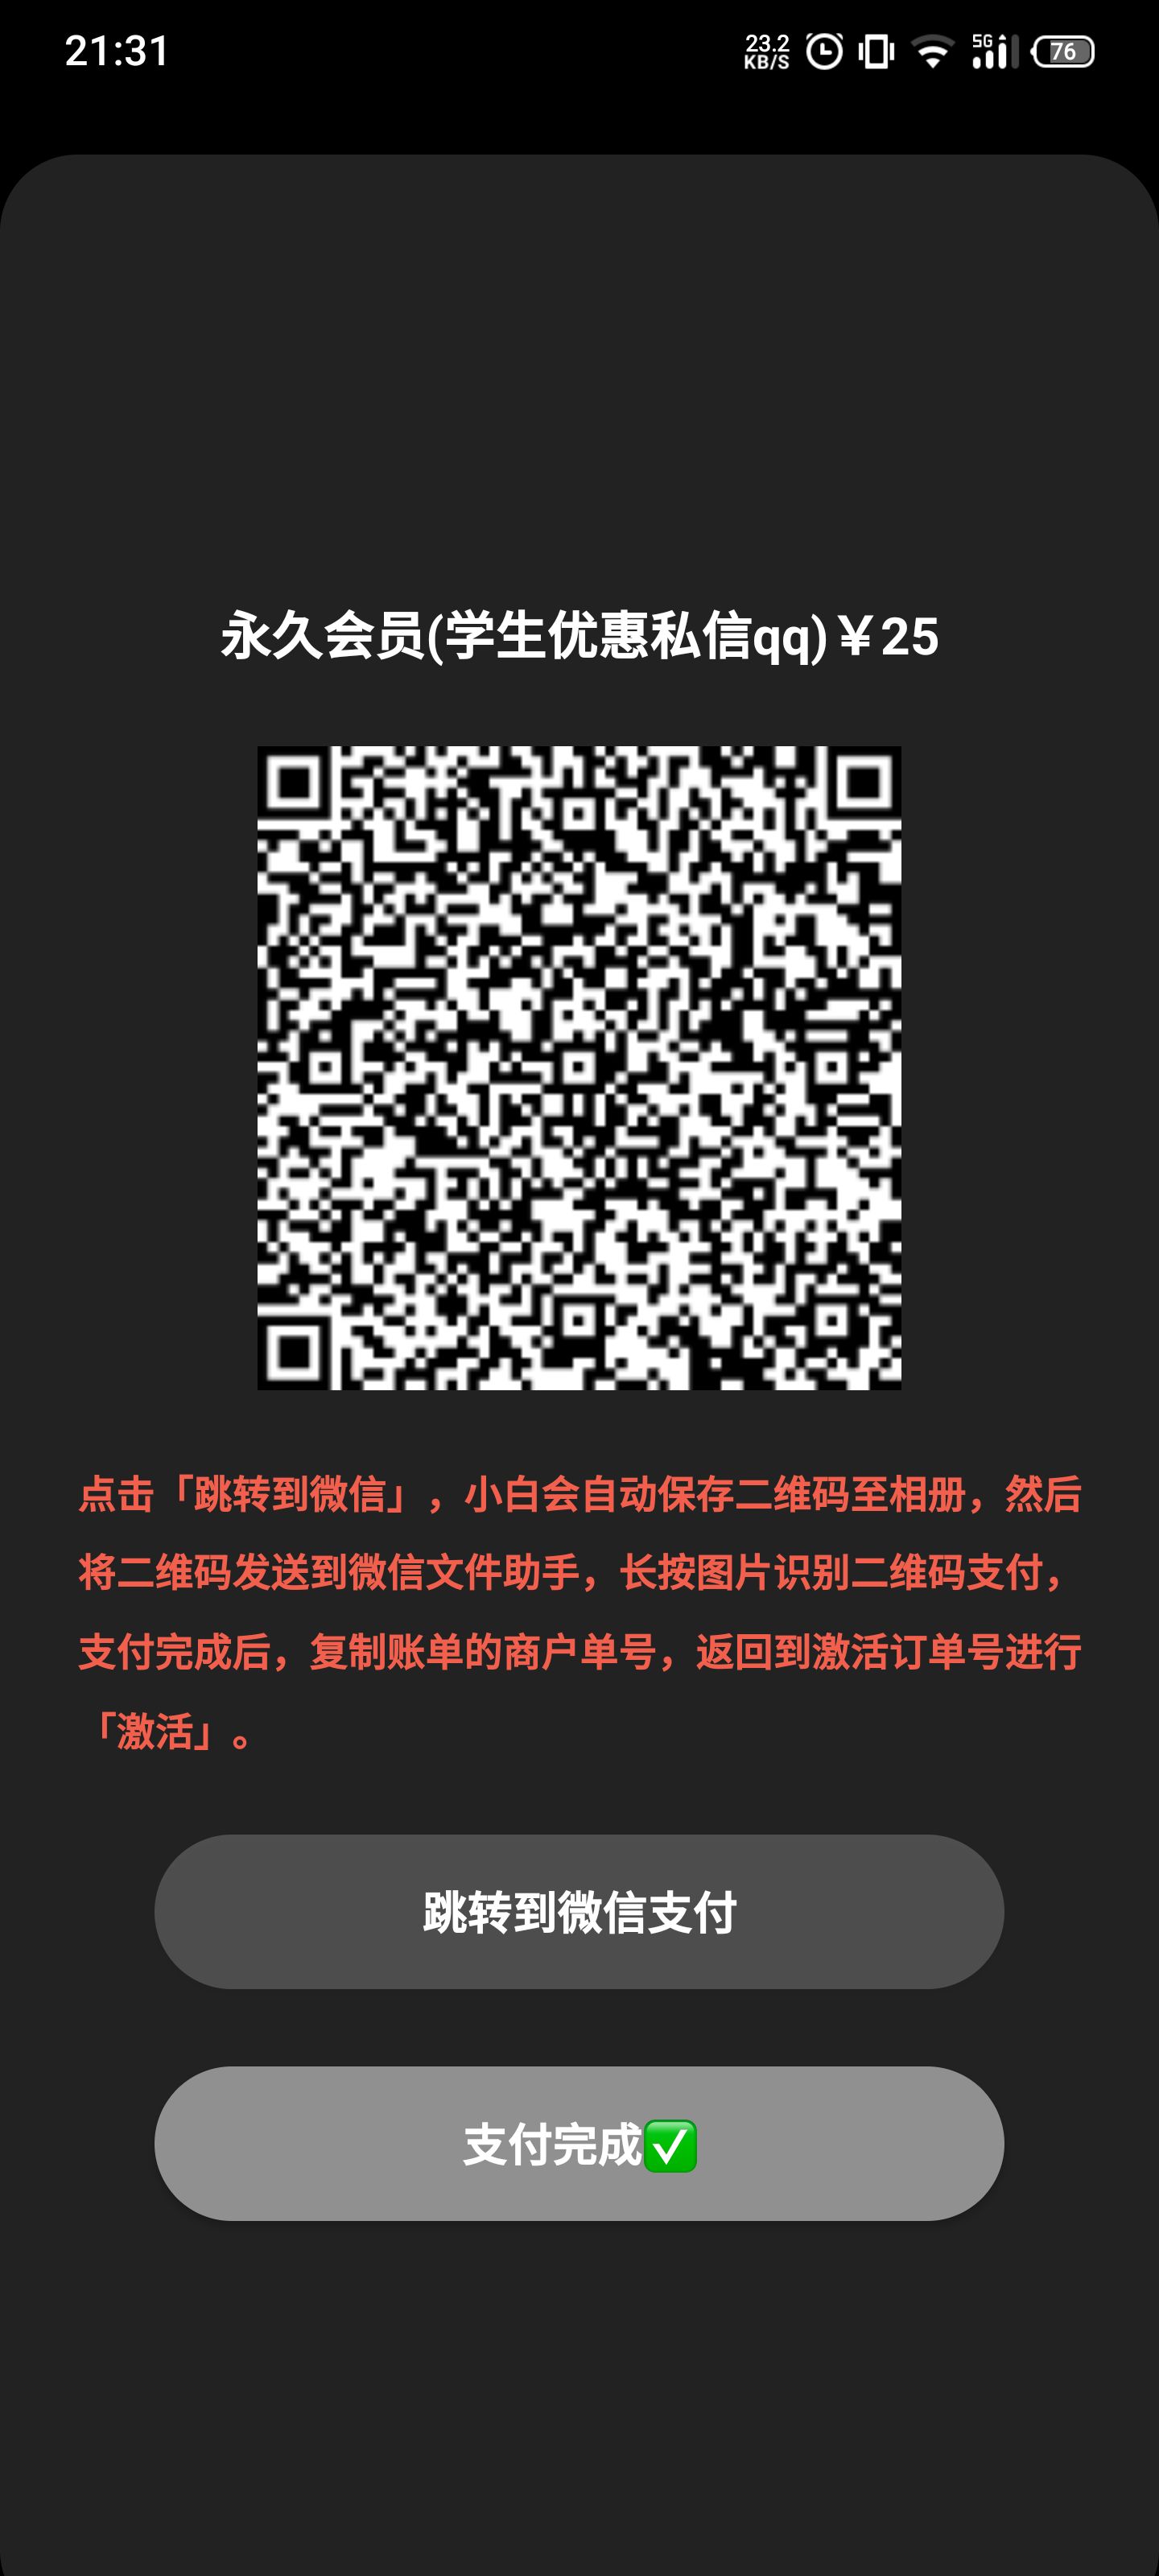 21:31
23.2
KB/S
5G
76
永久会员(学生优惠私信qq)￥25
点击「跳转到微信」，小白会自动保存二维码至相册，然后
将二维码发送到微信文件助手，长按图片识别二维码支付，
支付完成后，复制账单的商户单号，返回到激活订单号进行
「激活」。
跳转到微信支付
支付完成✅